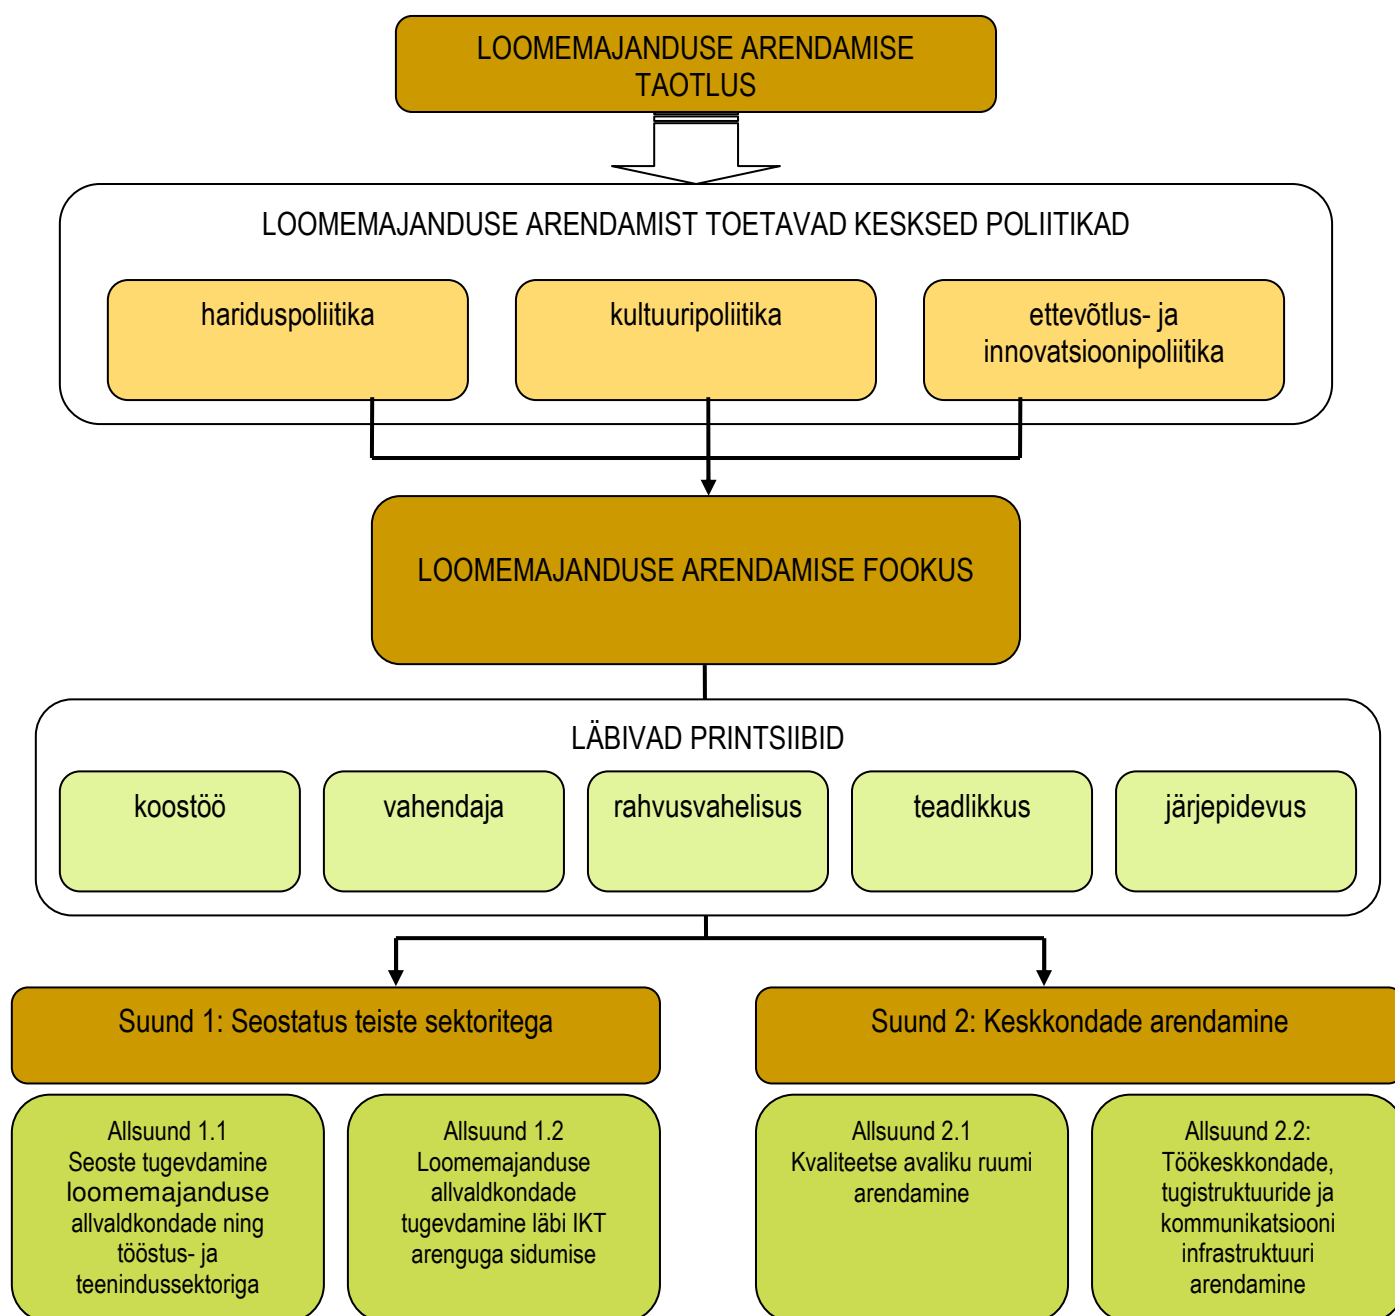 LOOMEMAJANDUSE ARENDAMISE
TAOTLUS
LOOMEMAJANDUSE ARENDAMIST TOETAVAD KESKSED POLIITIKAD
hariduspoliitika
kultuuripoliitika
ettevõtlus- ja
innovatsioonipoliitika
LOOMEMAJANDUSE ARENDAMISE FOOKUS
LÄBIVAD PRINTSIIBID
koostöö
vahendaja
rahvusvahelisus
teadlikkus
järjepidevus
Suund 1: Seostatus teiste sektoritega
Suund 2: Keskkondade arendamine
Allsuund 1.1
Seoste tugevdamine
loomemajanduse
allvaldkondade ning
tööstus- ja
teenindussektoriga
Allsuund 1.2
Loomemajanduse
allvaldkondade
tugevdamine läbi IKT
arenguga sidumise
Allsuund 2.1
Kvaliteetse avaliku ruumi
arendamine
Allsuund 2.2:
Töökeskkondade,
tugistruktuuride ja
kommunikatsiooni
infrastruktuuri
arendamine